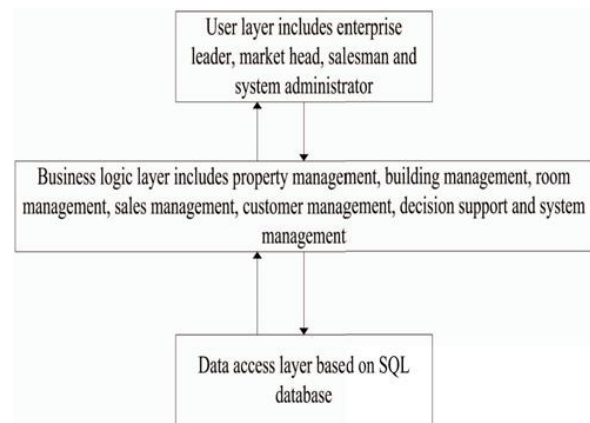 User layer includes enterprise
leader, market head, salesman and
system administrator
Business logic layer includes property management, building management, room
management, sales management, customer management, decision support and system
management
Data access layer based on SQL
database